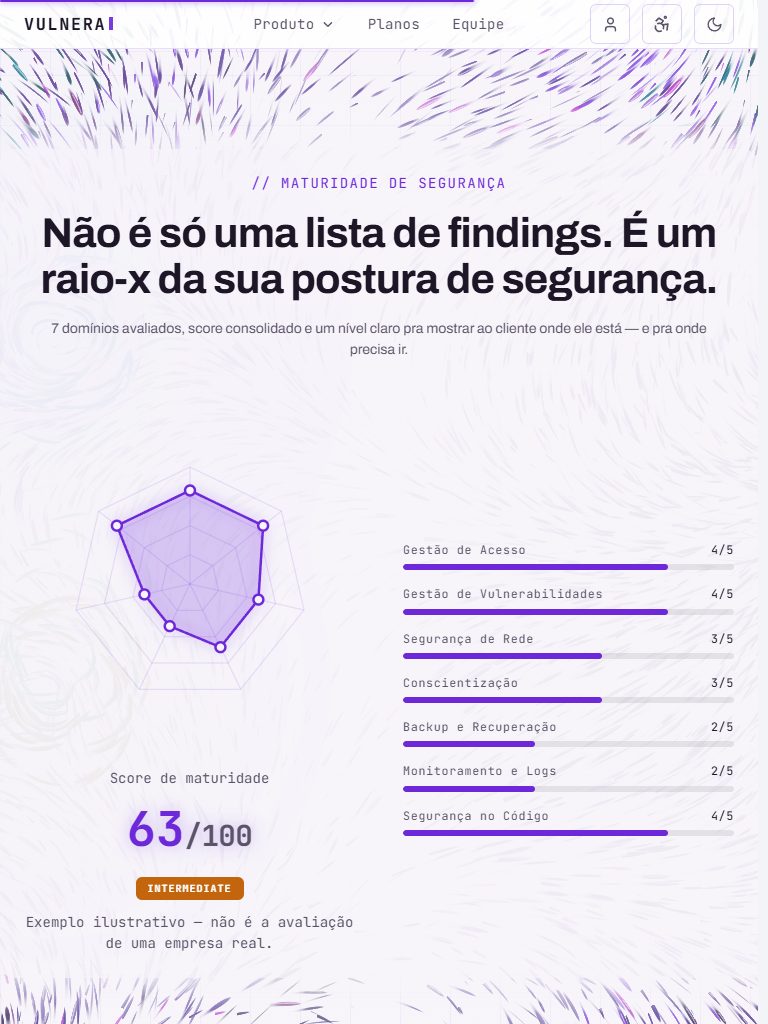 VULNERA
Produto
Planos
Equipe
// MATURIDADE DE SEGURANÇA
Não é só uma lista de findings. É um
raio-x da sua postura de segurança.
7 domínios avaliados, score consolidado e um nível claro pra mostrar ao cliente onde ele está — e pra onde
precisa ir.
Gestão de Acesso 4/5
Gestão de Vulnerabilidades 4/5
Segurança de Rede 3/5
Conscientização 3/5
Backup e Recuperação 2/5
Monitoramento e Logs 2/5
Segurança no Código 4/5
Score de maturidade
63/100
INTERMEDIATE
Exemplo ilustrativo — não é a avaliação
de uma empresa real.